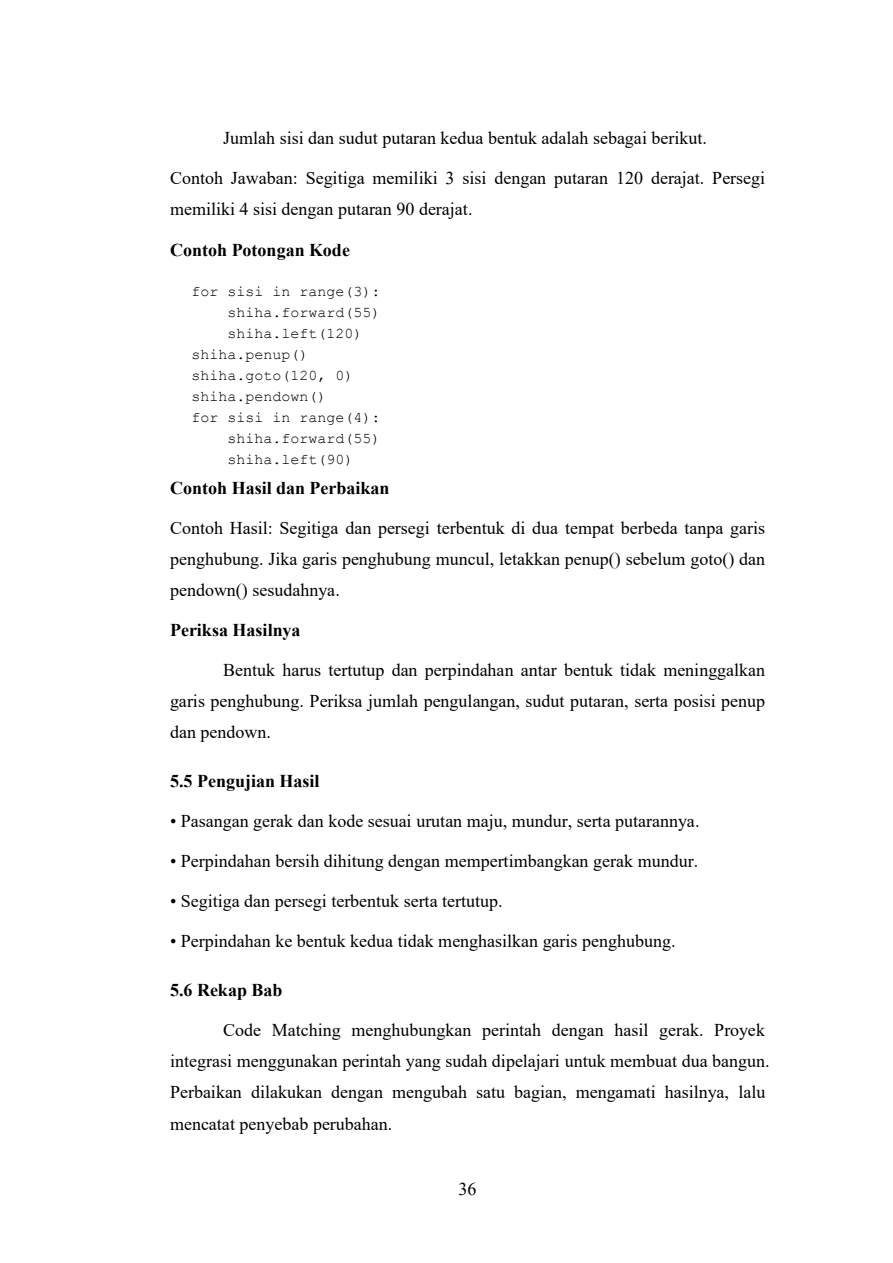 Jumlah sisi dan sudut putaran kedua bentuk adalah sebagai berikut.
Contoh Jawaban: Segitiga memiliki 3 sisi dengan putaran 120 derajat. Persegi
memiliki 4 sisi dengan putaran 90 derajat.
Contoh Potongan Kode
for sisi in range(3):
    shiha.forward(55)
    shiha.left(120)
shiha.penup()
shiha.goto(120, 0)
shiha.pendown()
for sisi in range(4):
    shiha.forward(55)
    shiha.left(90)
Contoh Hasil dan Perbaikan
Contoh Hasil: Segitiga dan persegi terbentuk di dua tempat berbeda tanpa garis
penghubung. Jika garis penghubung muncul, letakkan penup() sebelum goto() dan
pendown() sesudahnya.
Periksa Hasilnya
Bentuk harus tertutup dan perpindahan antar bentuk tidak meninggalkan
garis penghubung. Periksa jumlah pengulangan, sudut putaran, serta posisi penup
dan pendown.
5.5 Pengujian Hasil
• Pasangan gerak dan kode sesuai urutan maju, mundur, serta putarannya.
• Perpindahan bersih dihitung dengan mempertimbangkan gerak mundur.
• Segitiga dan persegi terbentuk serta tertutup.
• Perpindahan ke bentuk kedua tidak menghasilkan garis penghubung.
5.6 Rekap Bab
Code Matching menghubungkan perintah dengan hasil gerak. Proyek
integrasi menggunakan perintah yang sudah dipelajari untuk membuat dua bangun.
Perbaikan dilakukan dengan mengubah satu bagian, mengamati hasilnya, lalu
mencatat penyebab perubahan.
36